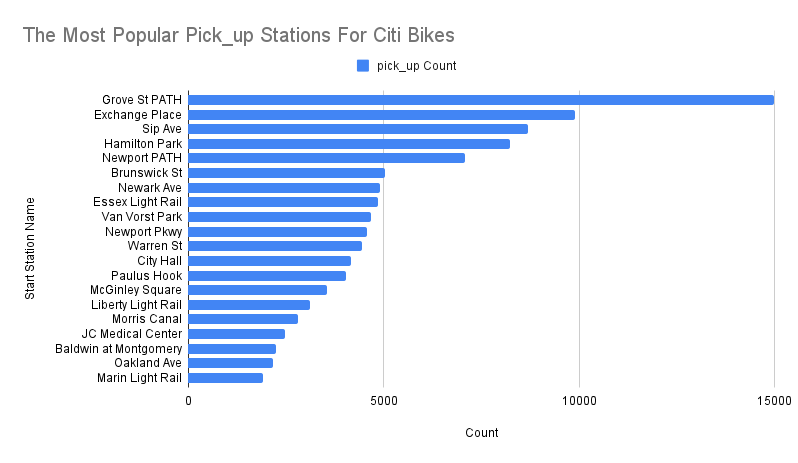 The Most Popular Pick_up Stations For Citi Bikes
pick_up Count
Start Station Name
Grove St PATH
Exchange Place
Sip Ave
Hamilton Park
Newport PATH
Brunswick St
Newark Ave
Essex Light Rail
Van Vorst Park
Newport Pkwy
Warren St
City Hall
Paulus Hook
McGinley Square
Liberty Light Rail
Morris Canal
JC Medical Center
Baldwin at Montgomery
Oakland Ave
Marin Light Rail
0 5000 10000 15000
Count